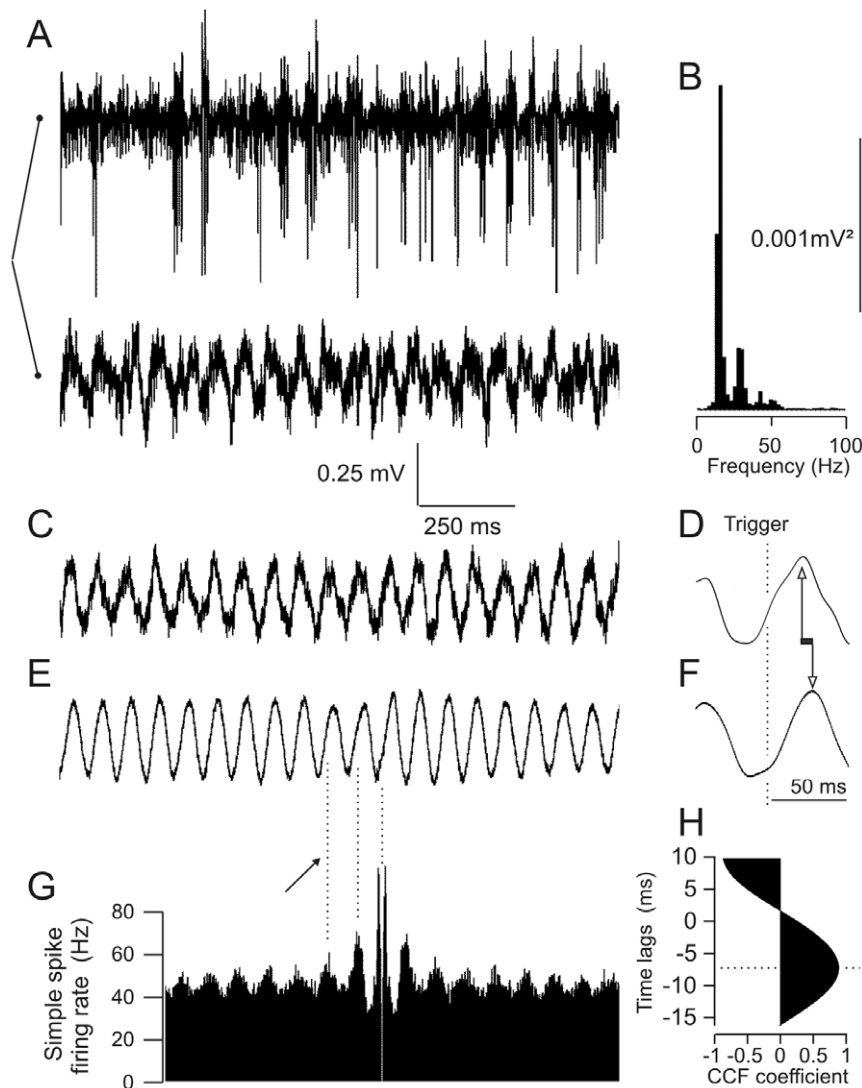 A
B
0.001mV²
0 50 100
Frequency (Hz)
0.25 mV
250 ms
C
D Trigger
E
F
50 ms
G
Simple spike
firing rate (Hz)
80
60
40
20
0
H
Time lags (ms)
10
5
0
-5
-10
-15
-1 -0.5 0 0.5 1
CCF coefficient